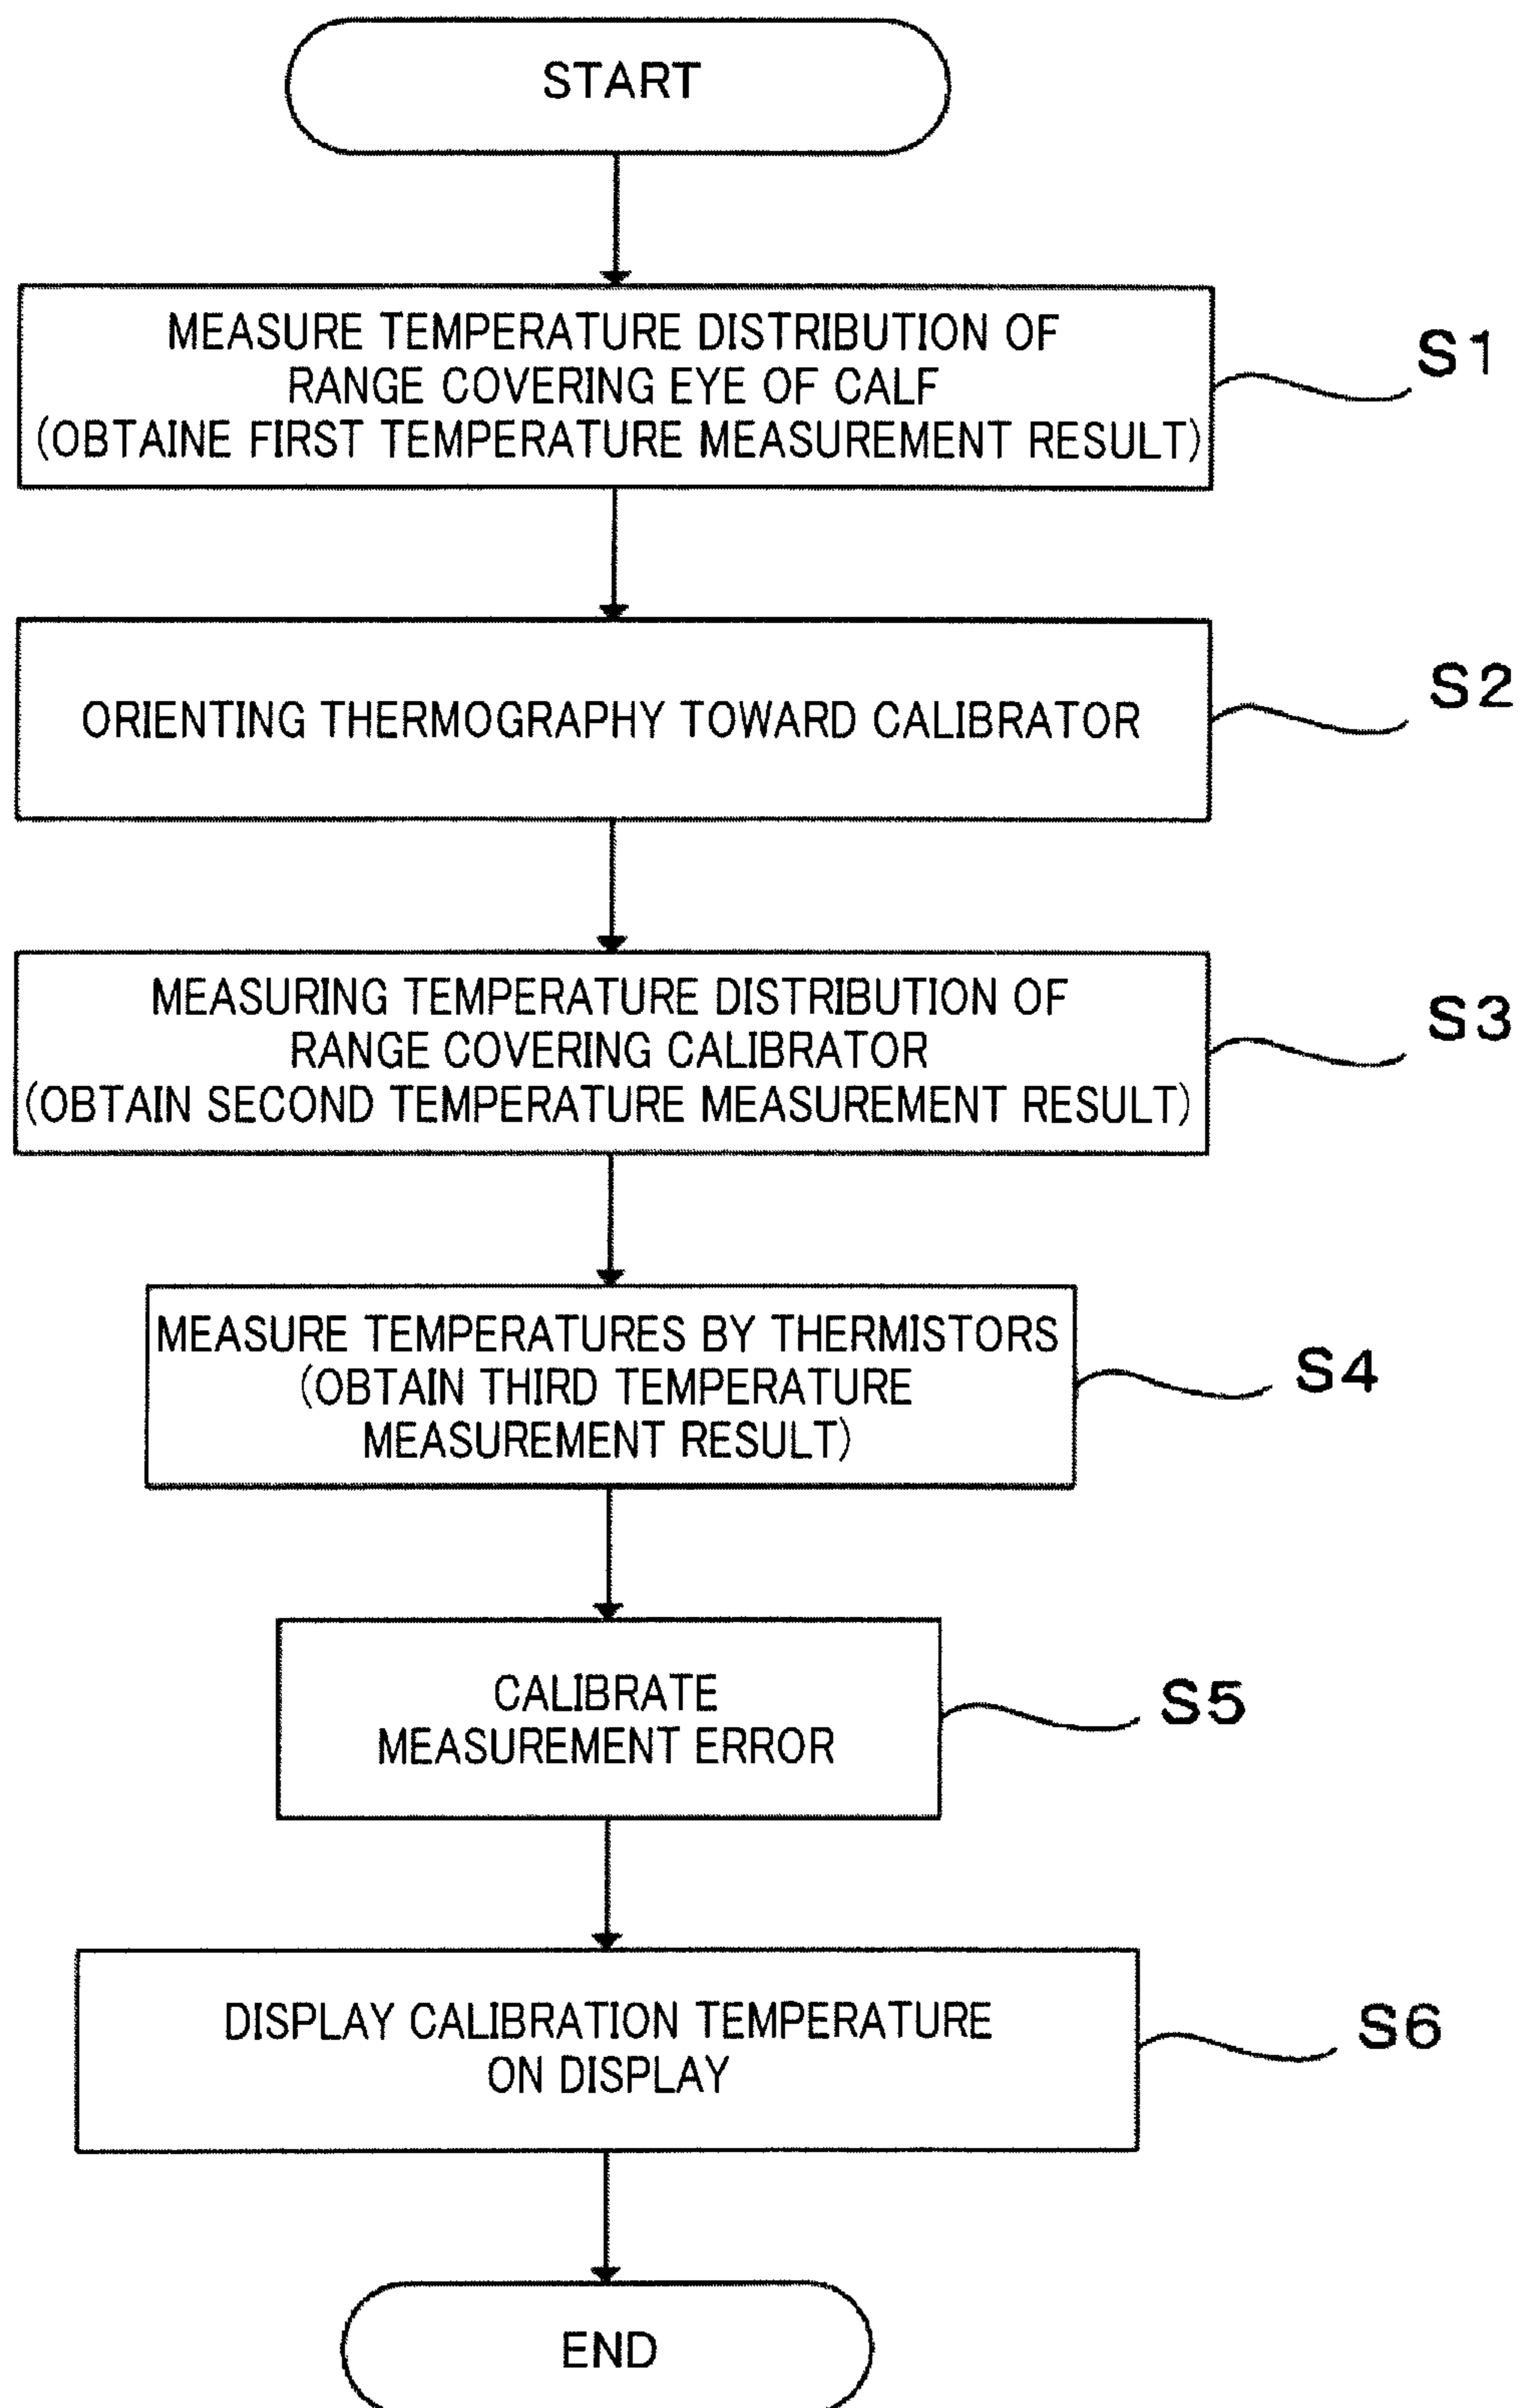 START
MEASURE TEMPERATURE DISTRIBUTION OF
RANGE COVERING EYE OF CALF
(OBTAINE FIRST TEMPERATURE MEASUREMENT RESULT)
S1
ORIENTING THERMOGRAPHY TOWARD CALIBRATOR
S2
MEASURING TEMPERATURE DISTRIBUTION OF
RANGE COVERING CALIBRATOR
(OBTAIN SECOND TEMPERATURE MEASUREMENT RESULT)
S3
MEASURE TEMPERATURES BY THERMISTORS
(OBTAIN THIRD TEMPERATURE
MEASUREMENT RESULT)
S4
CALIBRATE
MEASUREMENT ERROR
S5
DISPLAY CALIBRATION TEMPERATURE
ON DISPLAY
S6
END